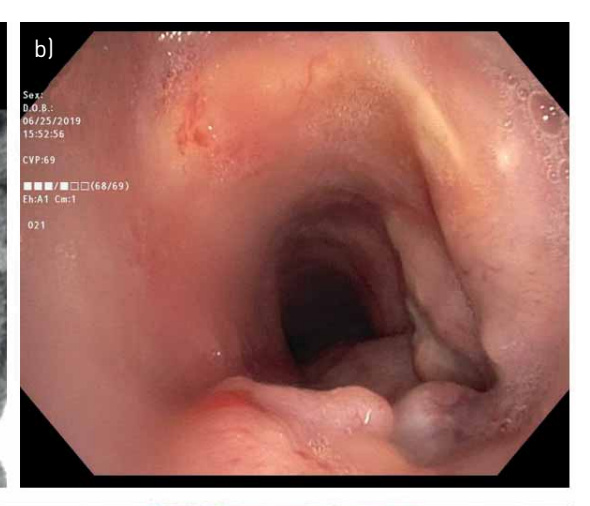 b)
Sex:
D.O.B.:
06/25/2019
15:52:56
CVP:69
■■■/■□□(68/69)
Eh:A1 Cm:1
021